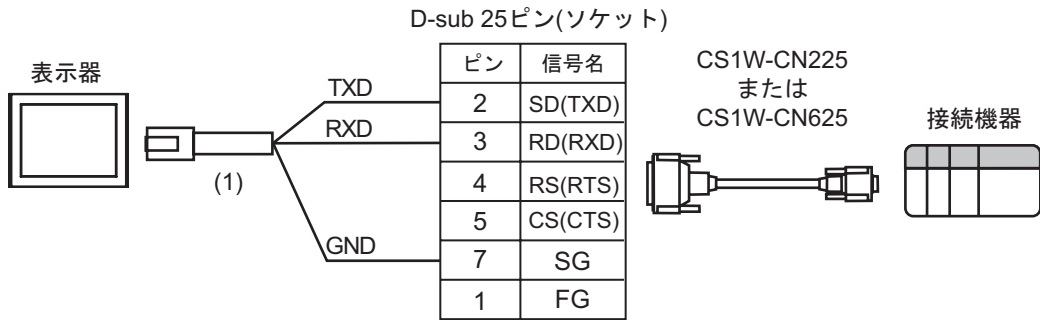 D-sub 25ピン(ソケット)
表示器
TXD
RXD
GND
(1)
ピン 信号名
2 SD(TXD)
3 RD(RXD)
4 RS(RTS)
5 CS(CTS)
7 SG
1 FG
CS1W-CN225
または
CS1W-CN625
接続機器